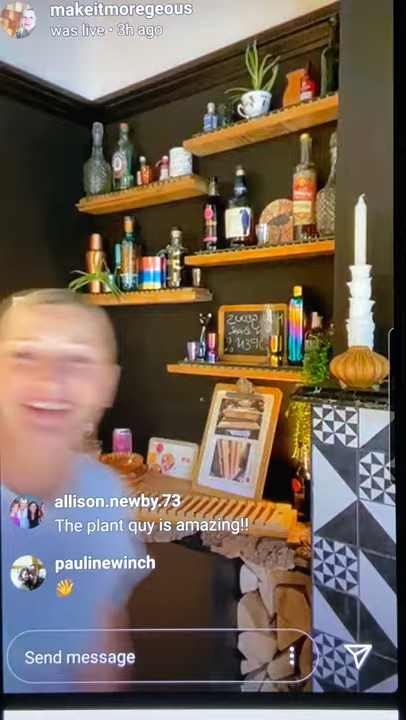 makeitmoregeous
was live • 3h ago
allison.newby.73
The plant guy is amazing!!
paulinewinch
👋
Send message